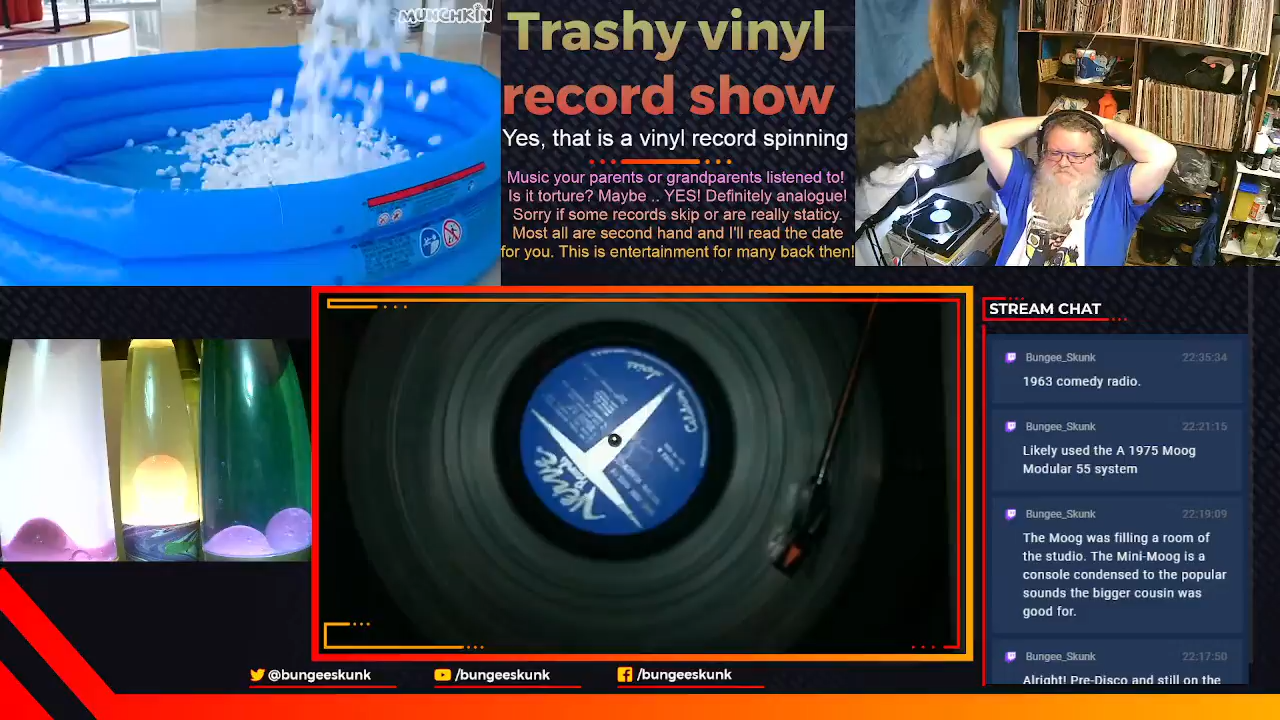 MUNCHKIN
Trashy vinyl
record show
Yes, that is a vinyl record spinning
Music your parents or grandparents listened to!
Is it torture? Maybe .. YES! Definitely analogue!
Sorry if some records skip or are really staticy.
Most all are second hand and I'll read the date
for you. This is entertainment for many back then!
Verve
STREAM CHAT
Bungee_Skunk 22:35:34
1963 comedy radio.
Bungee_Skunk 22:21:15
Likely used the A 1975 Moog
Modular 55 system
Bungee_Skunk 22:19:09
The Moog was filling a room of
the studio. The Mini-Moog is a
console condensed to the popular
sounds the bigger cousin was
good for.
Bungee_Skunk 22:17:50
Alright! Pre-Disco and still on the
@bungeeskunk
/bungeeskunk
/bungeeskunk